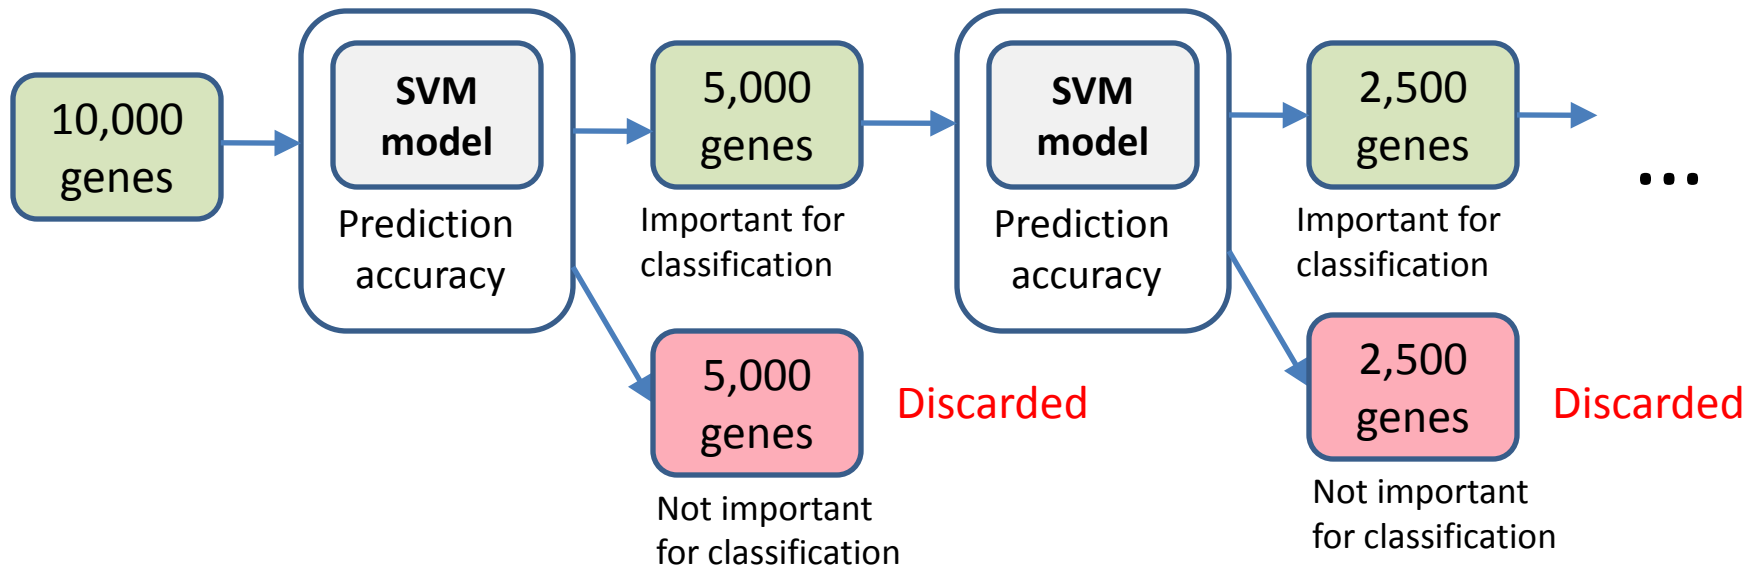 10,000
genes
SVM
model
Prediction
accuracy
5,000
genes
Important for
classification
5,000
genes
Discarded
Not important
for classification
SVM
model
Prediction
accuracy
2,500
genes
Important for
classification
2,500
genes
Discarded
Not important
for classification
...